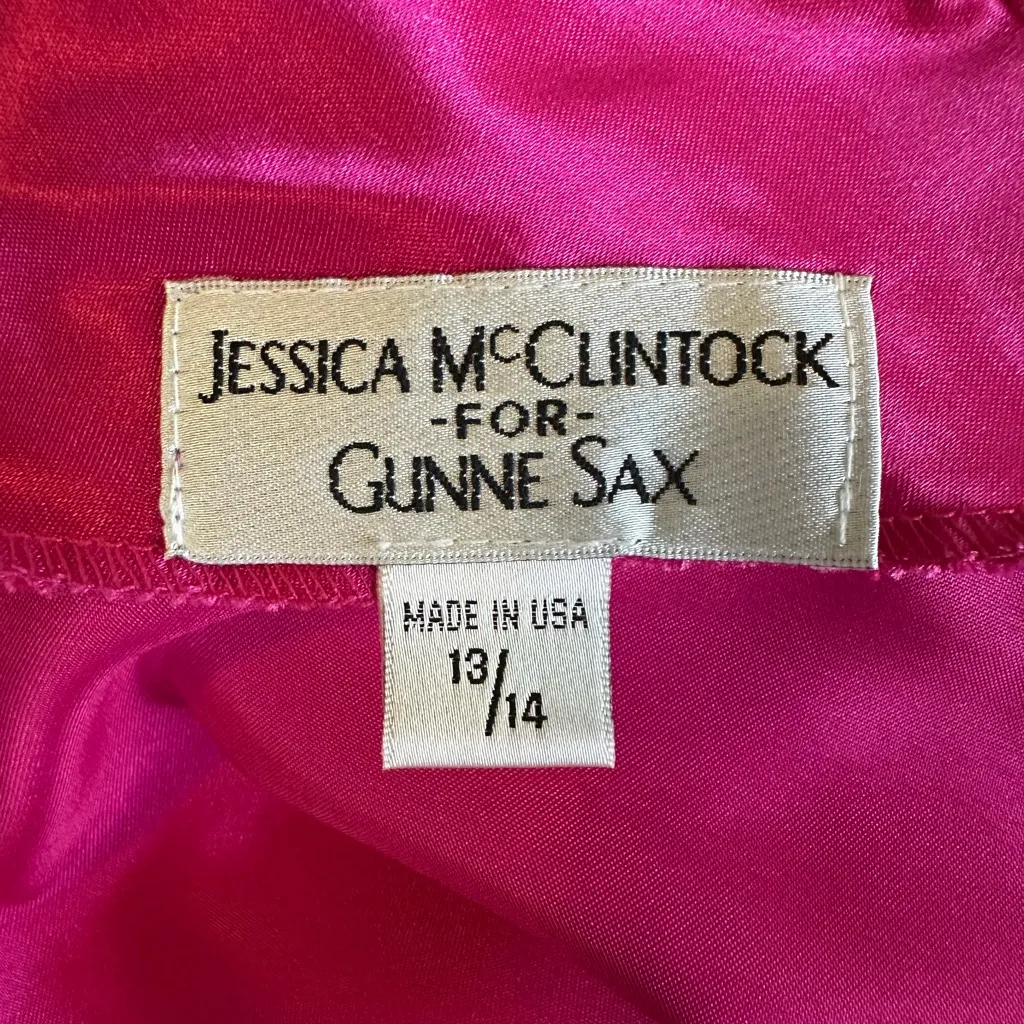 JESSICA McCLINTOCK
-FOR-
GUNNE SAX
MADE IN USA
13/14